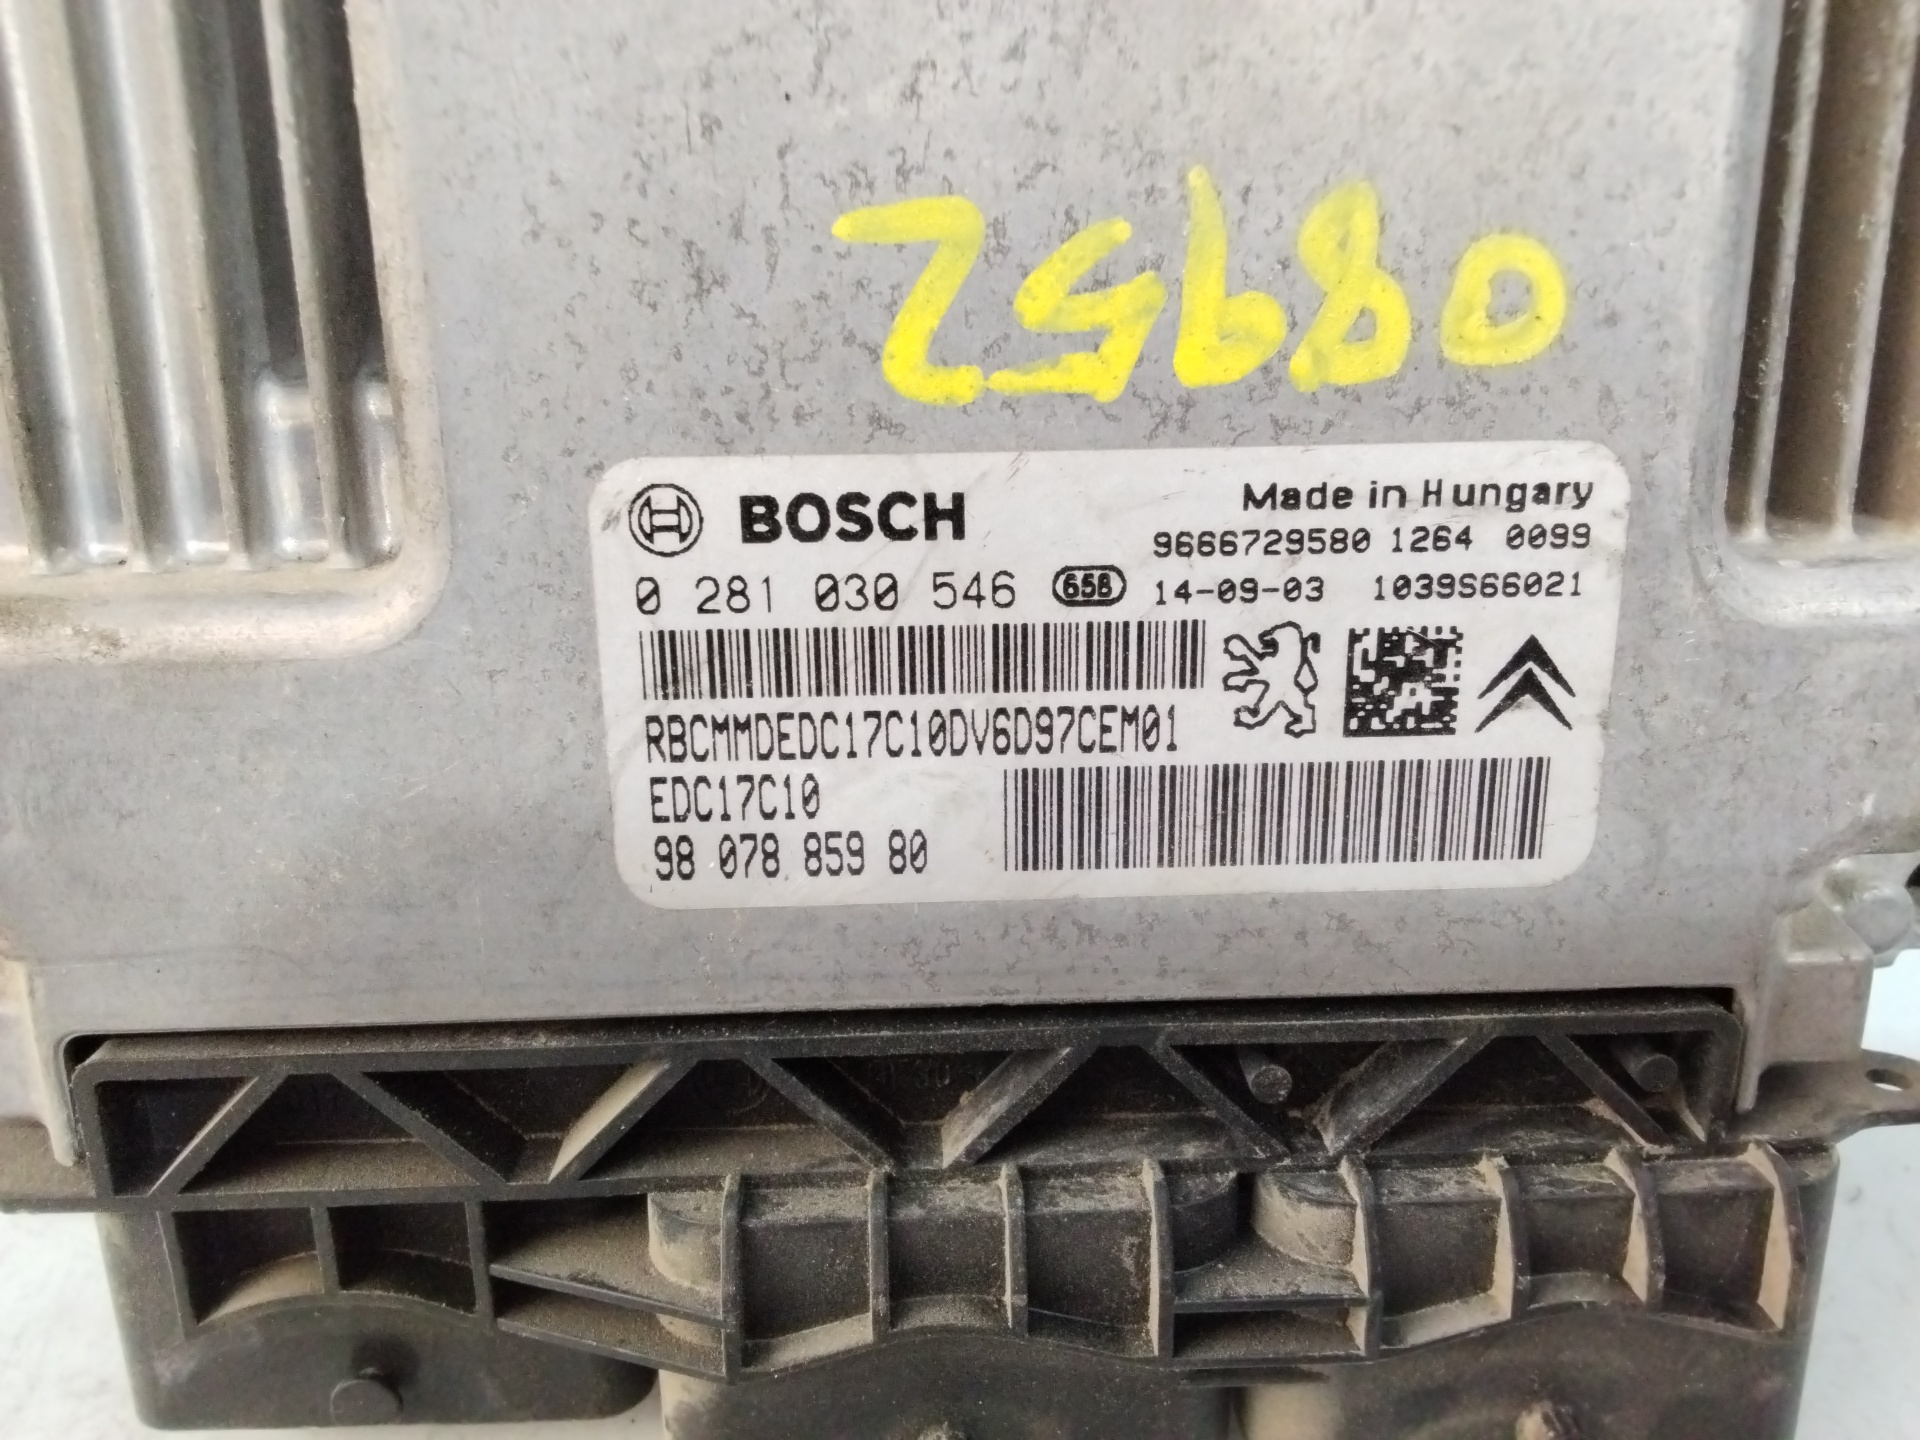 08952
BOSCH
Made in Hungary
9666729580 1264 0099
0 281 030 546 658 14-09-03 1039S66021
RBCMMDEDC17C10DV6D97CEM01
EDC17C10
98 078 859 80